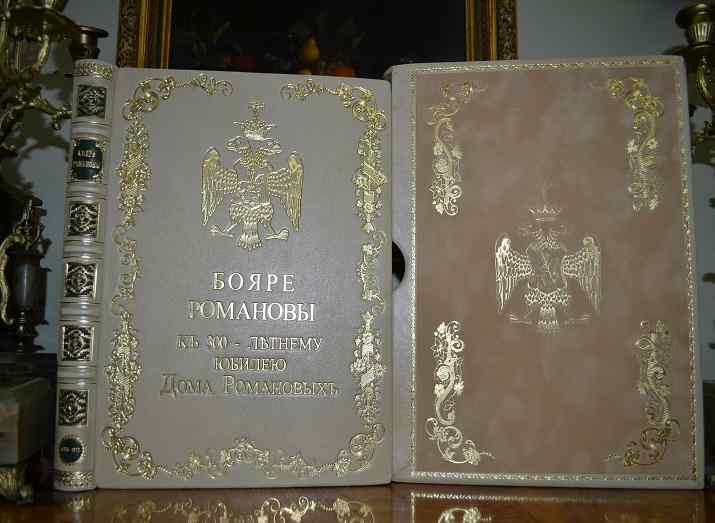 БОЯРЕ
РОМАНОВЫ
КЪ 300 - ЛѢТНЕМУ
ЮБИЛЕЮ
ДОМА РОМАНОВЫХЪ